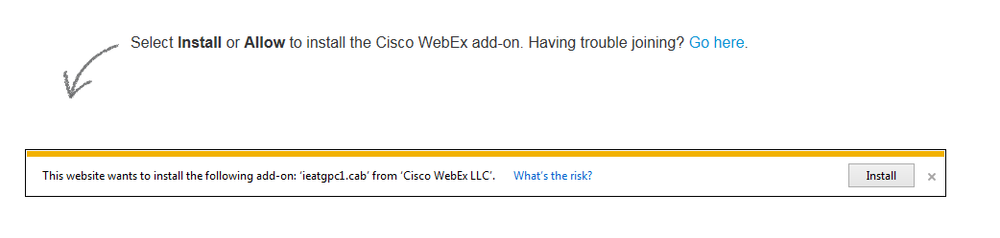 Select Install or Allow to install the Cisco WebEx add-on. Having trouble joining? Go here.
This website wants to install the following add-on: 'ieatgpc1.cab' from 'Cisco WebEx LLC'. What's the risk? Install ×